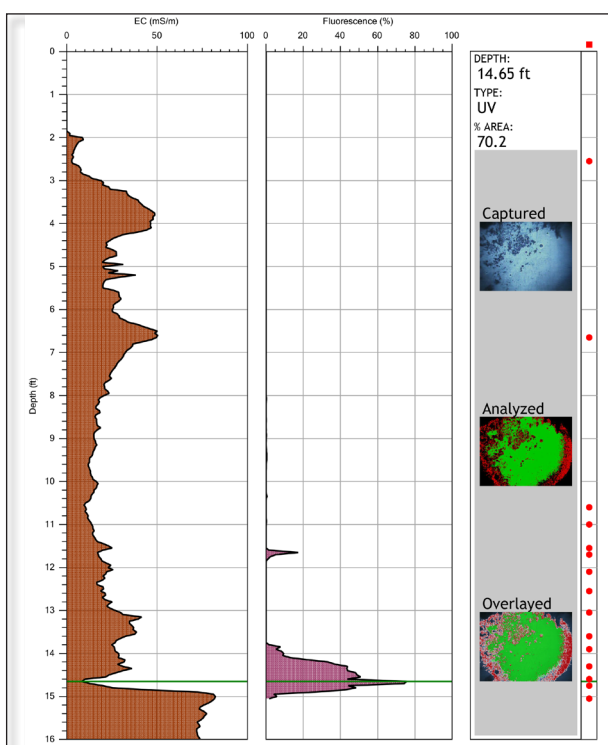 EC (mS/m)
0 50 100
Fluorescence (%)
0 20 40 60 80 100
Depth (ft)
0
1
2
3
4
5
6
7
8
9
10
11
12
13
14
15
16
DEPTH:
14.65 ft
TYPE:
UV
% AREA:
70.2
Captured
Analyzed
Overlayed